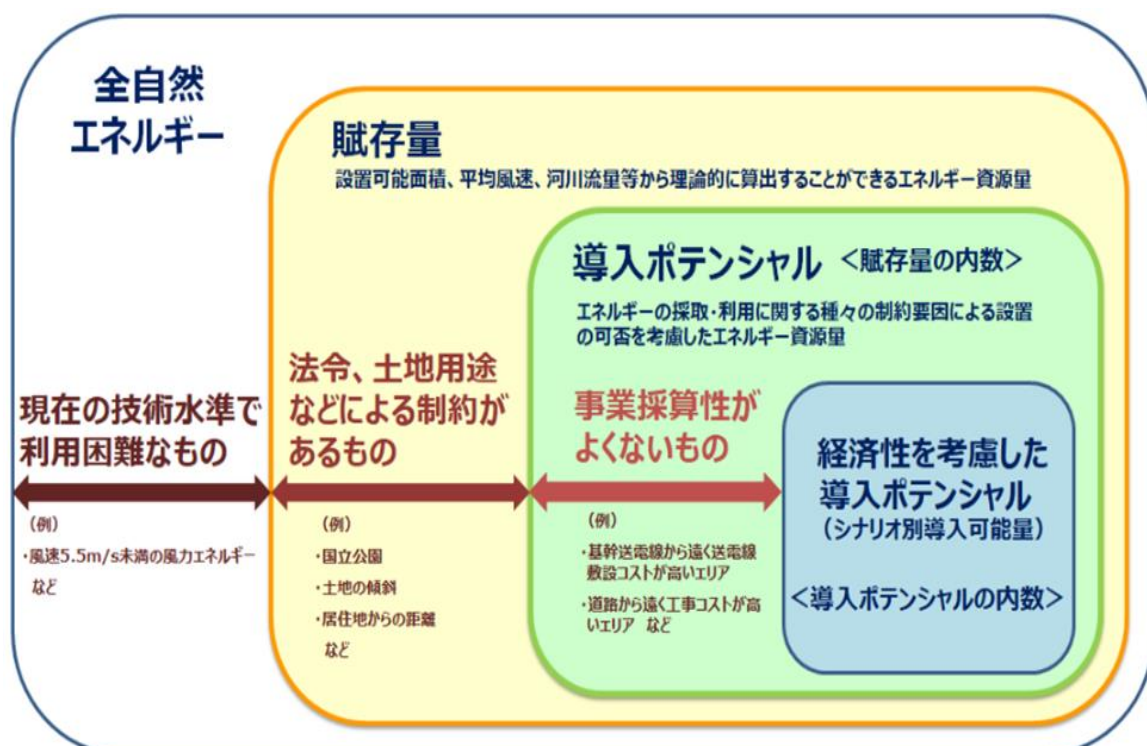 全自然
エネルギー
賦存量
設置可能面積、平均風速、河川流量等から理論的に算出することができるエネルギー資源量
導入ポテンシャル <賦存量の内数>
エネルギーの採取・利用に関する種々の制約要因による設置
の可否を考慮したエネルギー資源量
現在の技術水準で
利用困難なもの
(例)
・風速5.5m/s未満の風力エネルギー
など
法令、土地用途
などによる制約が
あるもの
(例)
・国立公園
・土地の傾斜
・居住地からの距離
など
事業採算性が
よくないもの
(例)
・基幹送電線から遠く送電線
敷設コストが高いエリア
・道路から遠く工事コストが高
いエリア など
経済性を考慮した
導入ポテンシャル
(シナリオ別導入可能量)
<導入ポテンシャルの内数>